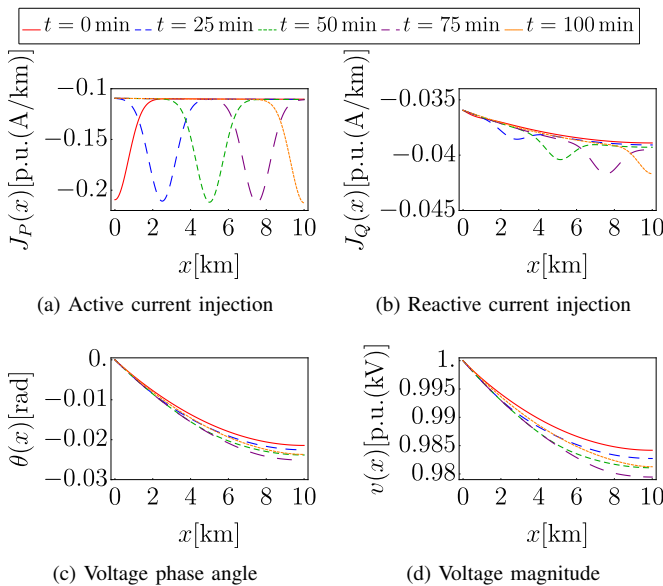 t = 0 min t = 25 min t = 50 min t = 75 min t = 100 min
J_P(x)[p.u.(A/km)]
−0.1
−0.15
−0.2
0 2 4 6 8 10
x[km]
(a) Active current injection
J_Q(x)[p.u.(A/km)]
−0.035
−0.04
−0.045
0 2 4 6 8 10
x[km]
(b) Reactive current injection
θ(x)[rad]
0.
−0.01
−0.02
−0.03
0 2 4 6 8 10
x[km]
(c) Voltage phase angle
v(x)[p.u.(kV)]
1.
0.995
0.99
0.985
0.98
0 2 4 6 8 10
x[km]
(d) Voltage magnitude